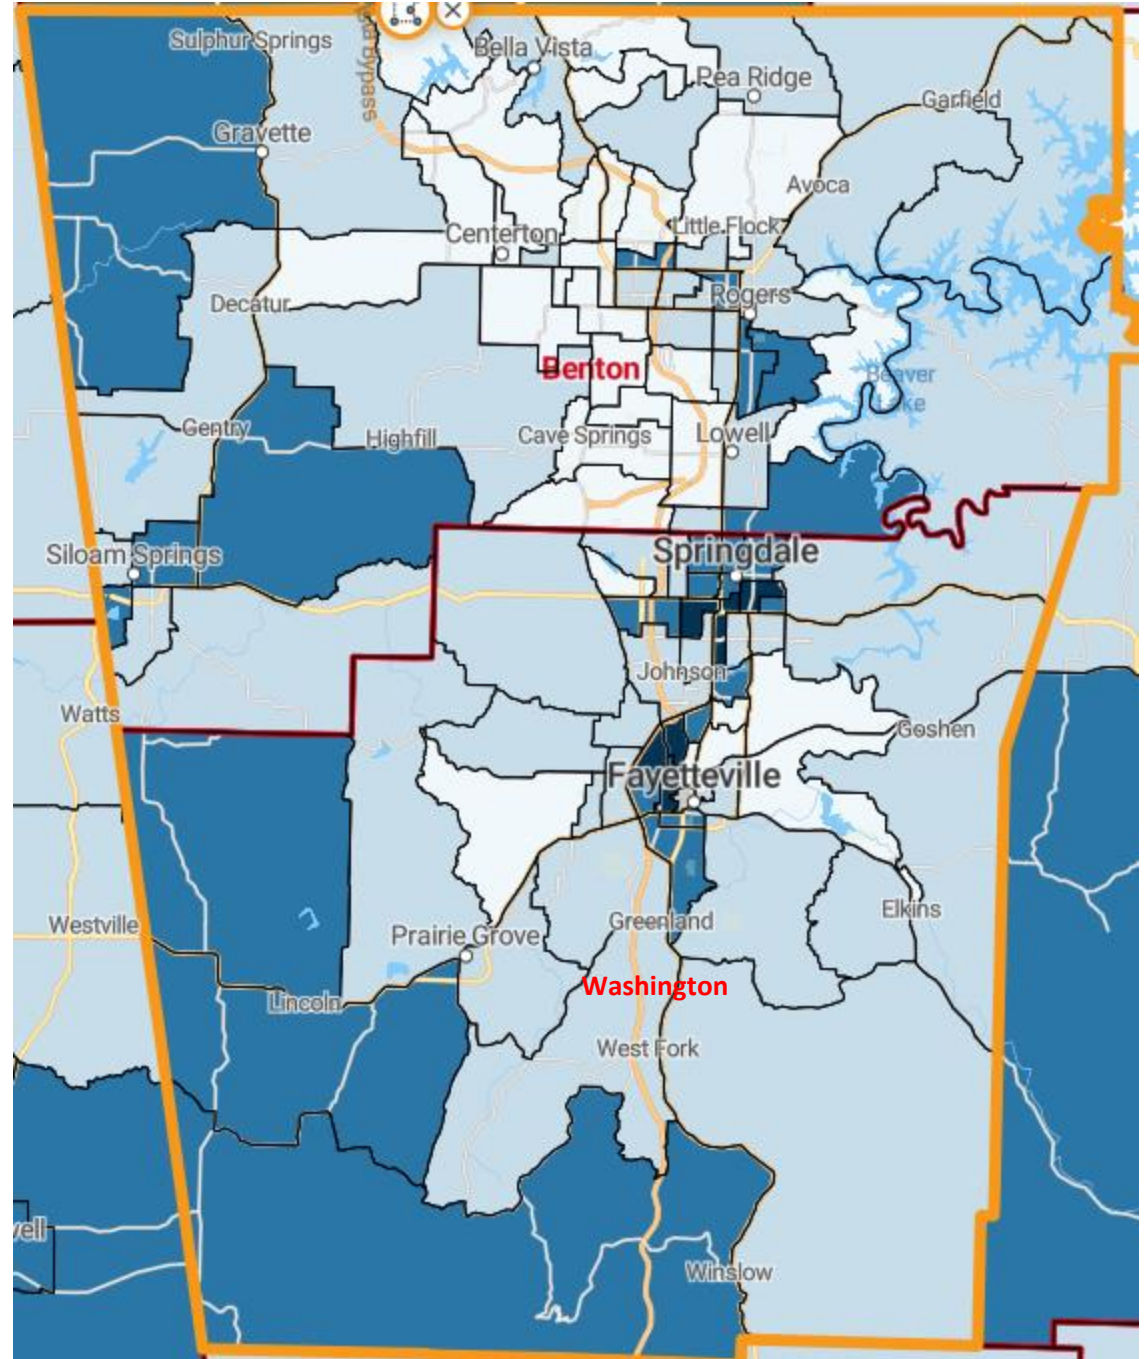 Sulphur Springs
Bella Vista
Pea Ridge
Garfield
bypass
Gravette
Avoca
Little Flock
Centerton
Decatur
Rogers
Benton
Beaver
Lake
Gentry
Highfill
Cave Springs
Lowell
Siloam Springs
Springdale
Johnson
Watts
Goshen
Fayetteville
Westville
Prairie Grove
Greenland
Elkins
Washington
Lincoln
West Fork
vell
Winslow